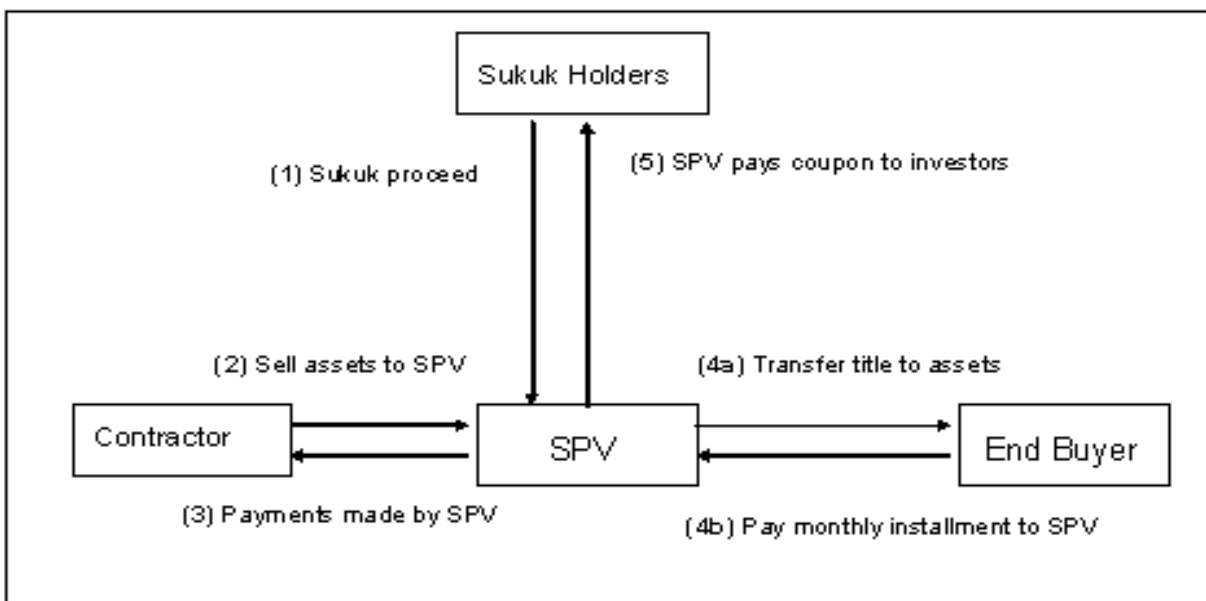 Sukuk Holders
(1) Sukuk proceed
(5) SPV pays coupon to investors
(2) Sell assets to SPV
(4a) Transfer title to assets
Contractor
SPV
End Buyer
(3) Payments made by SPV
(4b) Pay monthly installment to SPV